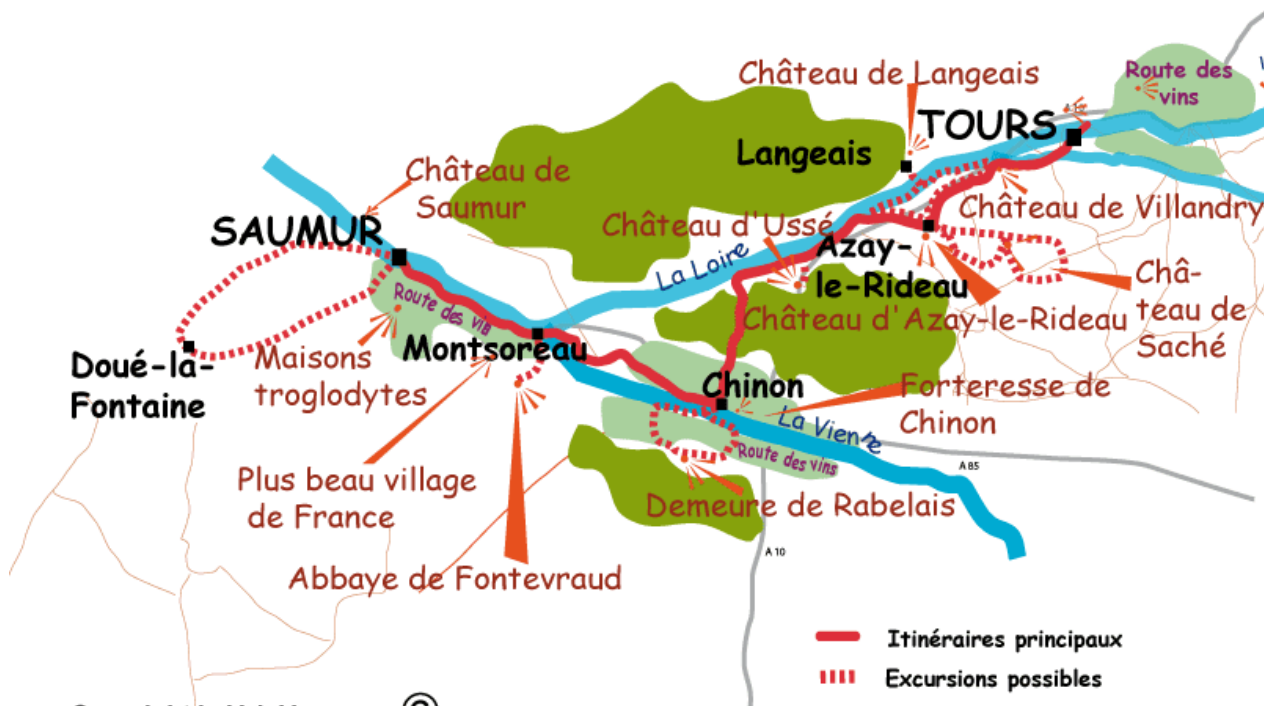 Château de Langeais
Route des
vins
TOURS
Langeais
Château de
Saumur
SAUMUR
Château d'Ussé
Château de Villandry
La Loire
Azay-
le-Rideau
Châ-
teau de
Saché
Route des vins
Château d'Azay-le-Rideau
Montsoreau
Maisons
troglodytes
Doué-la-
Fontaine
Chinon
Forteresse de
Chinon
La Vienne
Route des vins
A 85
Plus beau village
de France
Demeure de Rabelais
A 10
Abbaye de Fontevraud
Itinéraires principaux
Excursions possibles